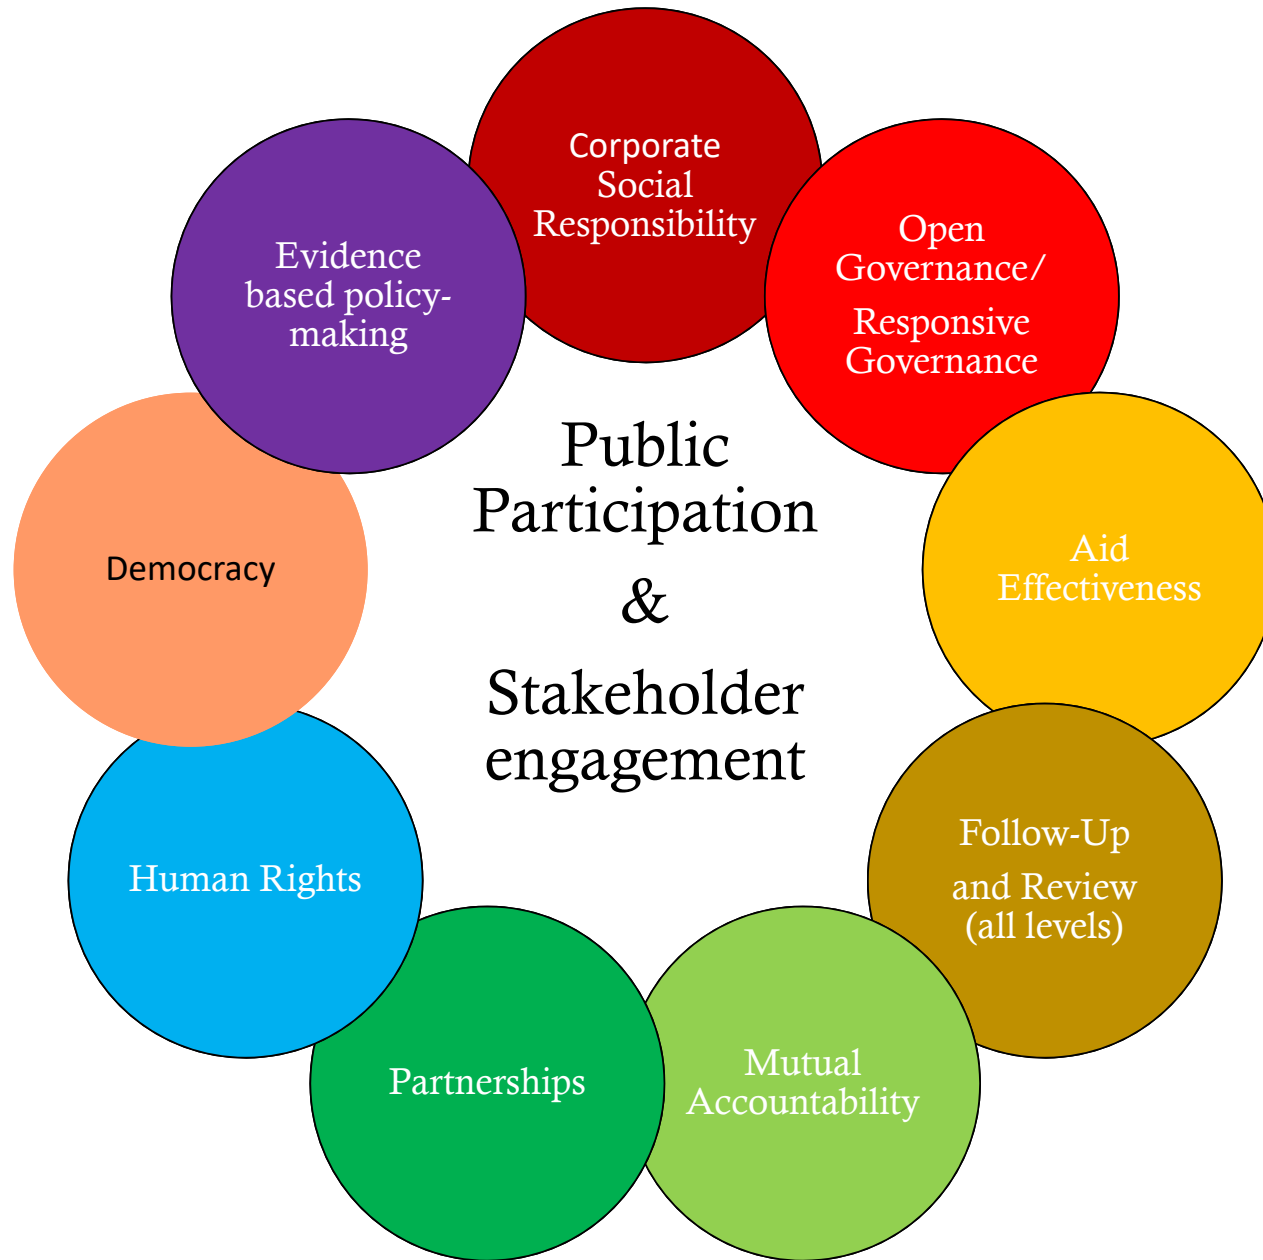 Corporate
Social
Responsibility
Open
Governance/
Responsive
Governance
Aid
Effectiveness
Follow-Up
and Review
(all levels)
Mutual
Accountability
Partnerships
Human Rights
Democracy
Evidence
based policy-
making
Public
Participation
&
Stakeholder
engagement